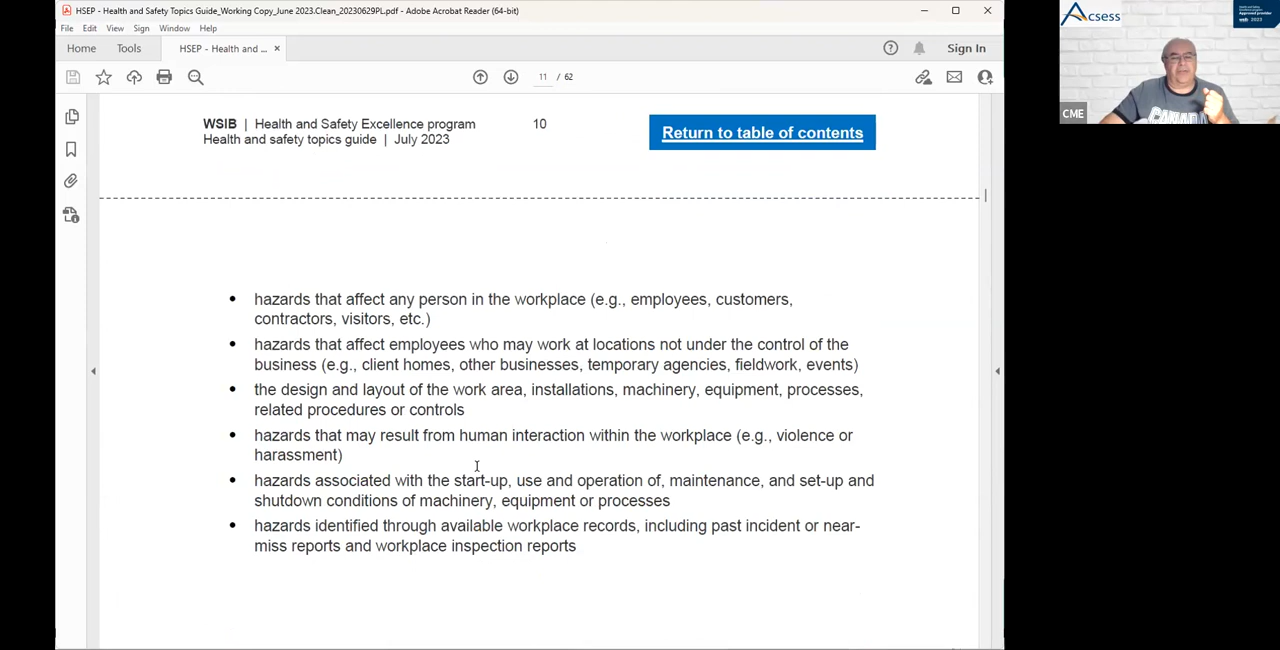 HSEP - Health and Safety Topics Guide_Working Copy_June 2023.Clean_20230629PL.pdf - Adobe Acrobat Reader (64-bit)
File Edit View Sign Window Help
Home Tools HSEP - Health and ... × Sign In
11 / 62
WSIB | Health and Safety Excellence program 10
Health and safety topics guide | July 2023
Return to table of contents
• hazards that affect any person in the workplace (e.g., employees, customers,
contractors, visitors, etc.)
• hazards that affect employees who may work at locations not under the control of the
business (e.g., client homes, other businesses, temporary agencies, fieldwork, events)
• the design and layout of the work area, installations, machinery, equipment, processes,
related procedures or controls
• hazards that may result from human interaction within the workplace (e.g., violence or
harassment)
• hazards associated with the start-up, use and operation of, maintenance, and set-up and
shutdown conditions of machinery, equipment or processes
• hazards identified through available workplace records, including past incident or near-
miss reports and workplace inspection reports
Acsess
Approved provider
wsib 2023
CME